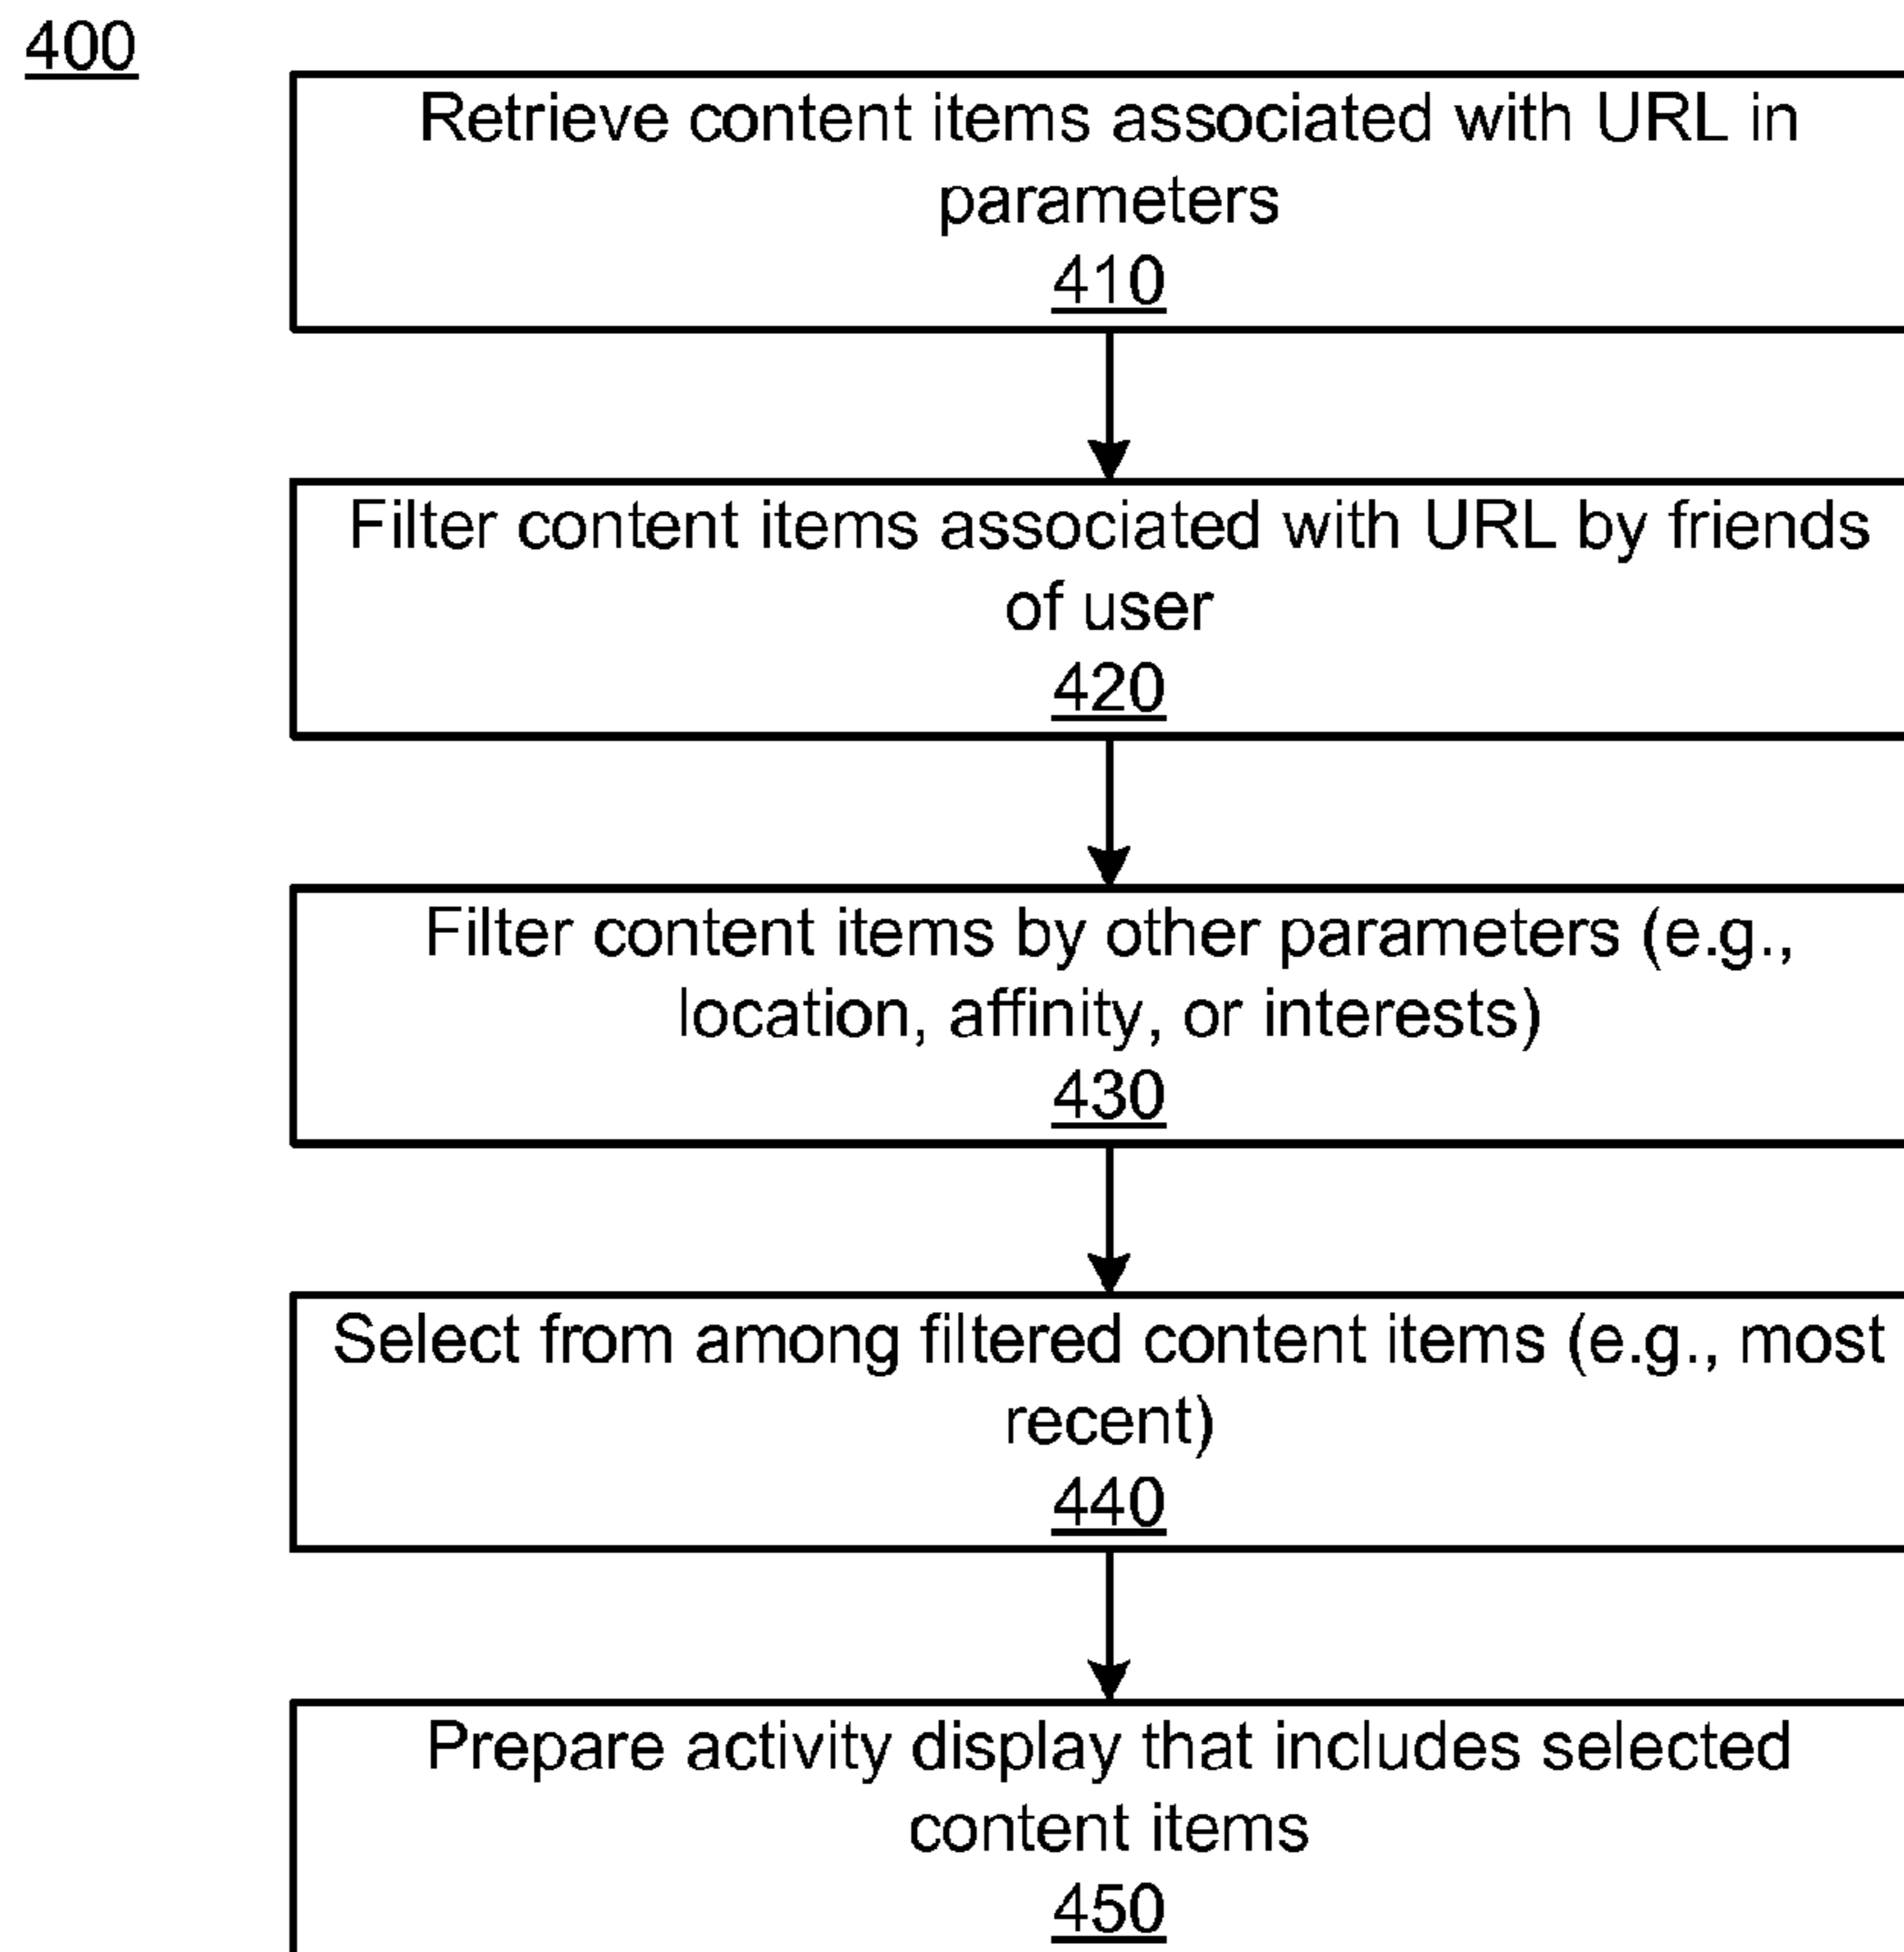 400
Retrieve content items associated with URL in
parameters
410
Filter content items associated with URL by friends
of user
420
Filter content items by other parameters (e.g.,
location, affinity, or interests)
430
Select from among filtered content items (e.g., most
recent)
440
Prepare activity display that includes selected
content items
450